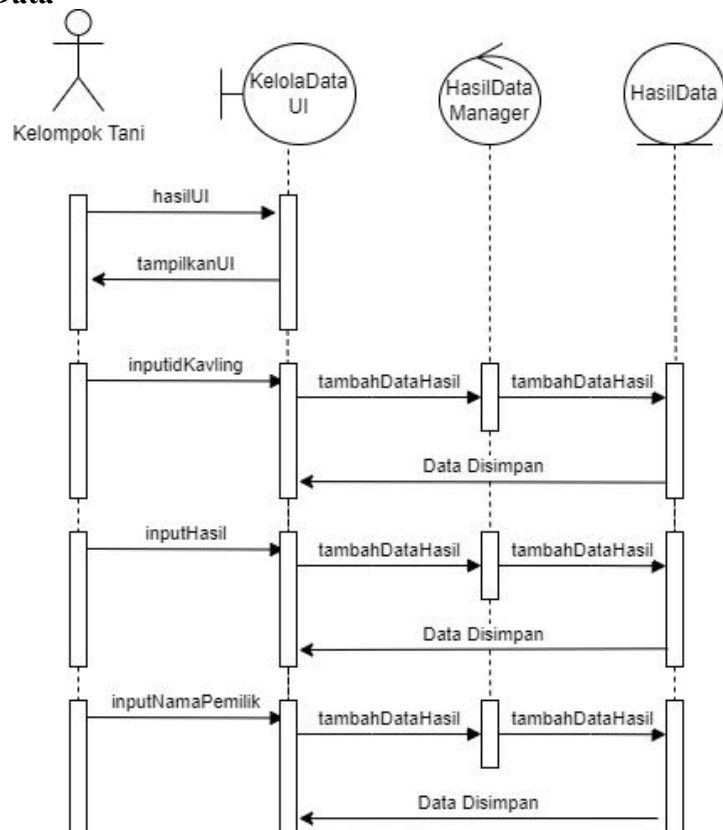 Kelompok Tani
KelolaData
UI
HasilData
Manager
HasilData
hasilUI
tampilkanUI
inputidKavling
tambahDataHasil
tambahDataHasil
Data Disimpan
inputHasil
tambahDataHasil
tambahDataHasil
Data Disimpan
inputNamaPemilik
tambahDataHasil
tambahDataHasil
Data Disimpan